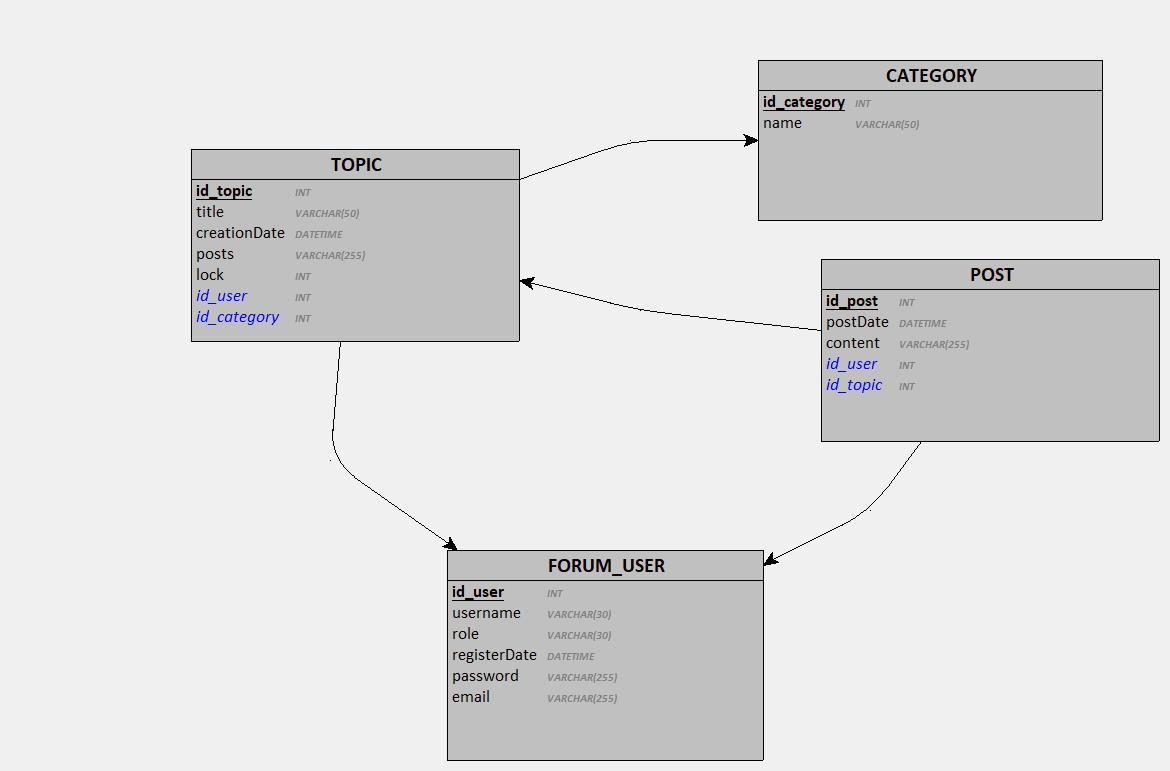 CATEGORY
id_category INT
name VARCHAR(50)
TOPIC
id_topic INT
title VARCHAR(50)
creationDate DATETIME
posts VARCHAR(255)
lock INT
id_user INT
id_category INT
POST
id_post INT
postDate DATETIME
content VARCHAR(255)
id_user INT
id_topic INT
FORUM_USER
id_user INT
username VARCHAR(30)
role VARCHAR(30)
registerDate DATETIME
password VARCHAR(255)
email VARCHAR(255)